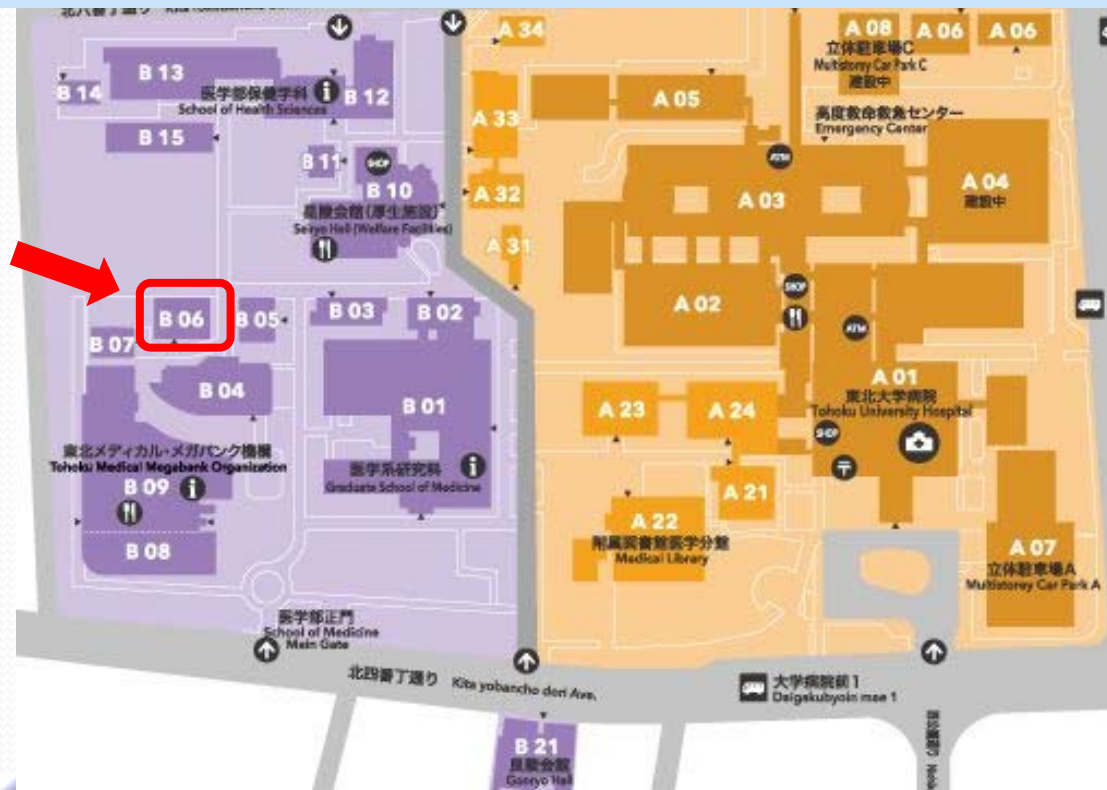 北六番丁通り
A 34
A 08
A 06
A 06
立体駐車場C
Multistorey Car Park C
建設中
B 13
B 14
医学部保健学科
School of Health Sciences
B 12
A 33
A 05
高度救命救急センター
Emergency Center
B 15
B 11
SHOP
ATM
B 10
A 32
A 03
A 04
建設中
星陵会館(厚生施設)
Seiryo Hall (Welfare Facilities)
A 31
B 06
B 05
B 03
B 02
A 02
SHOP
ATM
B 07
B 04
B 01
A 23
A 24
A 01
東北大学病院
Tohoku University Hospital
SHOP
東北メディカル・メガバンク機構
Tohoku Medical Megabank Organization
B 09
医学系研究科
Graduate School of Medicine
A 21
A 22
附属図書館医学分館
Medical Library
B 08
A 07
立体駐車場A
Multistorey Car Park A
医学部正門
School of Medicine
Main Gate
北四番丁通り Kita yobancho dori Ave.
大学病院前1
Daigakubyoin mae 1
B 21
艮陵会館
Gonryo Hall